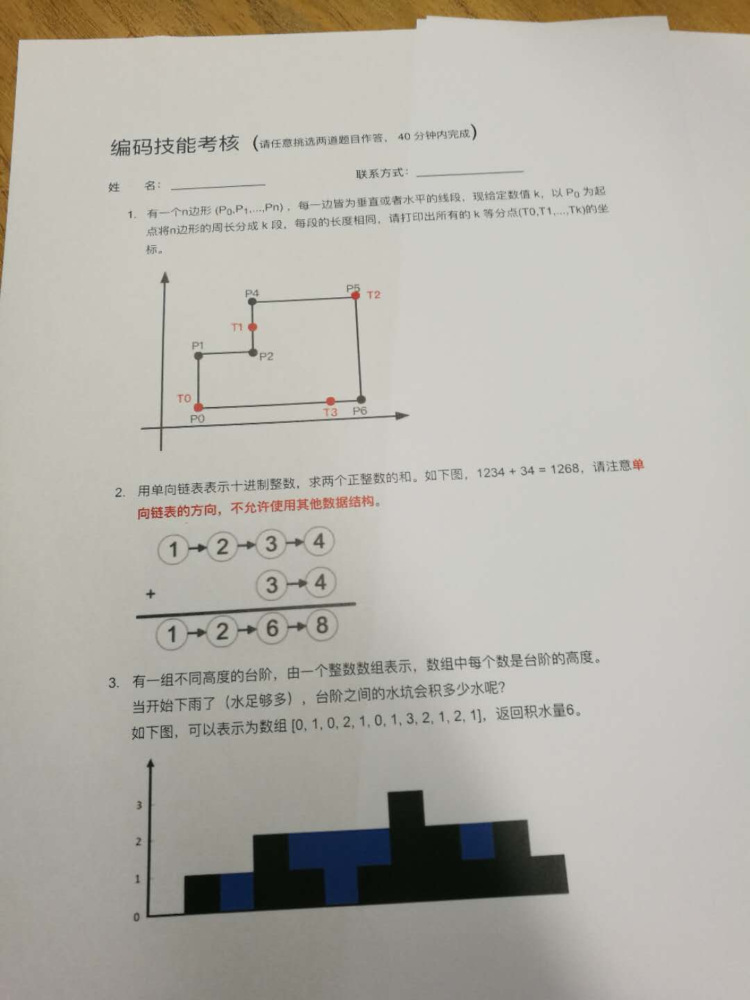 编码技能考核（请任意挑选两道题目作答， 40 分钟内完成）
姓 名： 联系方式：
1. 有一个n边形 (P0,P1,...,Pn) ，每一边皆为垂直或者水平的线段，现给定数值 k，以 P0 为起
点将n边形的周长分成 k 段，每段的长度相同，请打印出所有的 k 等分点(T0,T1,...,Tk)的坐
标。
P4 P5 T2
T1
P1 P2
T0
P0 T3 P6
2. 用单向链表表示十进制整数，求两个正整数的和。如下图，1234 + 34 = 1268，请注意单
向链表的方向，不允许使用其他数据结构。
1 2 3 4
+ 3 4
1 2 6 8
3. 有一组不同高度的台阶，由一个整数数组表示，数组中每个数是台阶的高度。
当开始下雨了（水足够多），台阶之间的水坑会积多少水呢？
如下图，可以表示为数组 [0, 1, 0, 2, 1, 0, 1, 3, 2, 1, 2, 1]，返回积水量6。
3
2
1
0